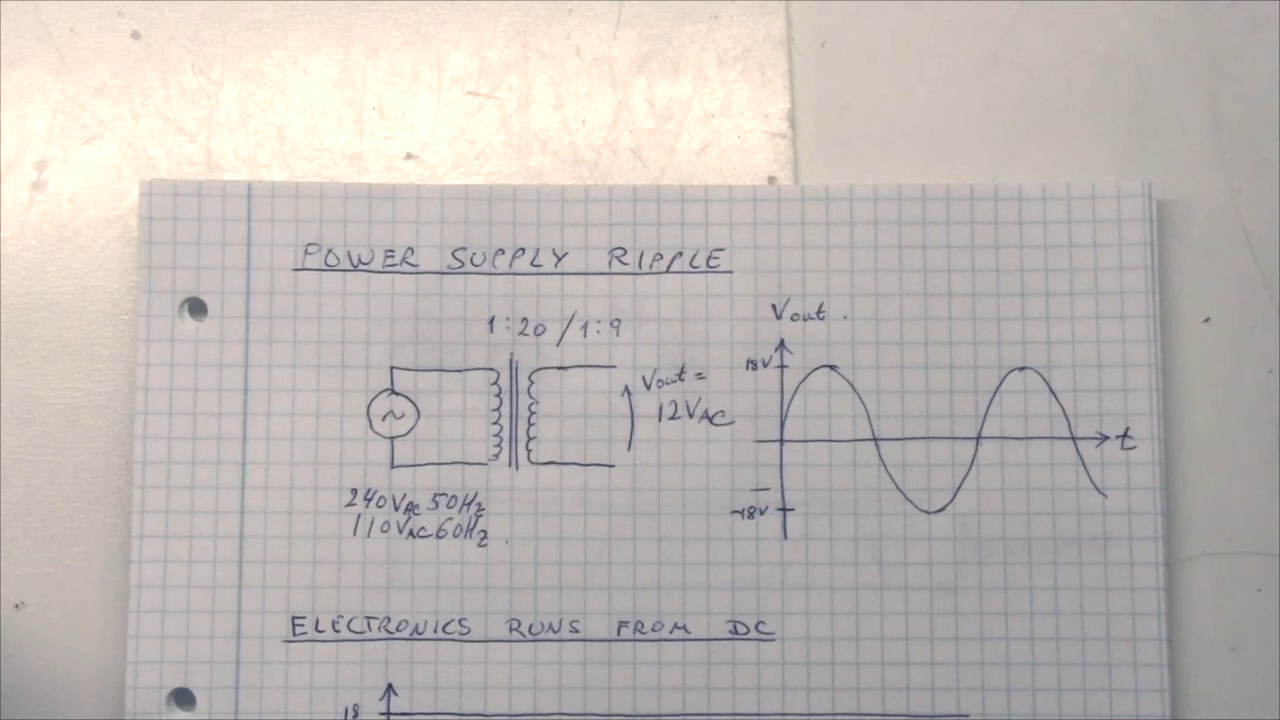 POWER SUPPLY RIPPLE
1:20 / 1:9
Vout =
12VAC
240VAC 50Hz
110VAC 60Hz
Vout
18V
t
-18V
ELECTRONICS RUNS FROM DC
18